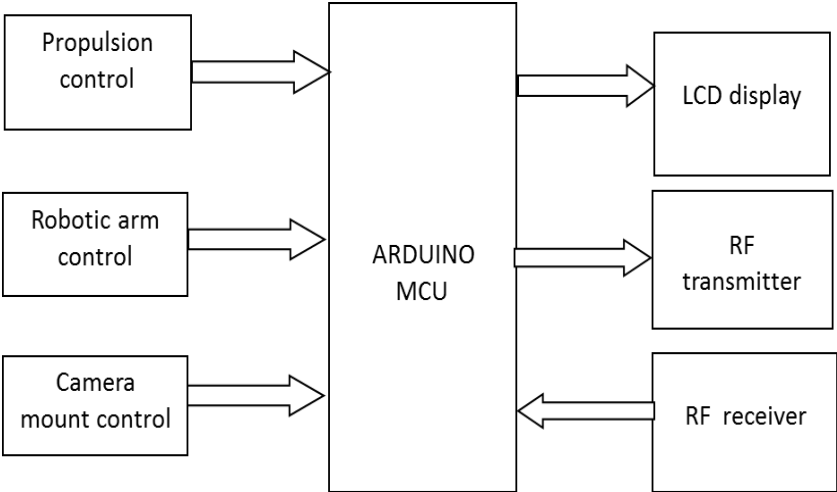 Propulsion
control
Robotic arm
control
Camera
mount control
ARDUINO
MCU
LCD display
RF
transmitter
RF receiver